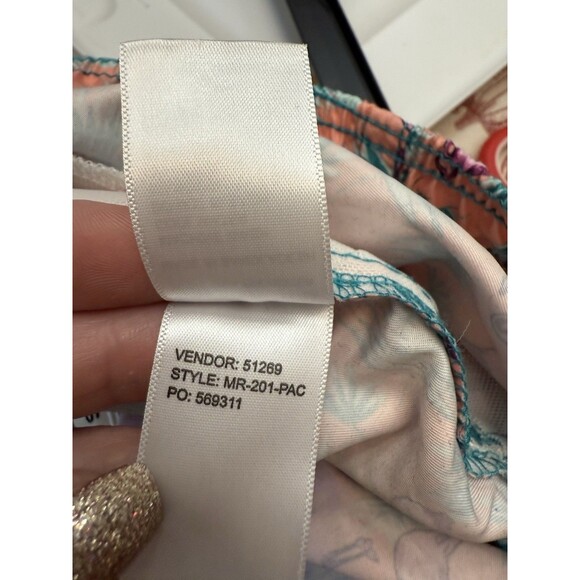 VENDOR: 51269
STYLE: MR-201-PAC
PO: 569311